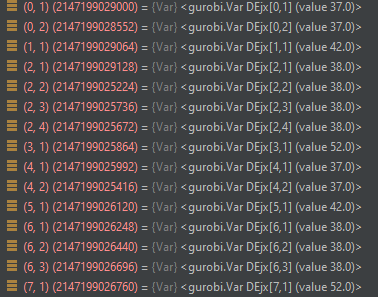 (0, 1) (2147199029000) = {Var} <gurobi.Var DEjx[0,1] (value 37.0)>
(0, 2) (2147199028552) = {Var} <gurobi.Var DEjx[0,2] (value 37.0)>
(1, 1) (2147199029064) = {Var} <gurobi.Var DEjx[1,1] (value 42.0)>
(2, 1) (2147199029128) = {Var} <gurobi.Var DEjx[2,1] (value 38.0)>
(2, 2) (2147199025224) = {Var} <gurobi.Var DEjx[2,2] (value 38.0)>
(2, 3) (2147199025736) = {Var} <gurobi.Var DEjx[2,3] (value 38.0)>
(2, 4) (2147199025672) = {Var} <gurobi.Var DEjx[2,4] (value 38.0)>
(3, 1) (2147199025864) = {Var} <gurobi.Var DEjx[3,1] (value 52.0)>
(4, 1) (2147199025992) = {Var} <gurobi.Var DEjx[4,1] (value 37.0)>
(4, 2) (2147199025416) = {Var} <gurobi.Var DEjx[4,2] (value 37.0)>
(5, 1) (2147199026120) = {Var} <gurobi.Var DEjx[5,1] (value 42.0)>
(6, 1) (2147199026248) = {Var} <gurobi.Var DEjx[6,1] (value 38.0)>
(6, 2) (2147199026440) = {Var} <gurobi.Var DEjx[6,2] (value 38.0)>
(6, 3) (2147199026696) = {Var} <gurobi.Var DEjx[6,3] (value 38.0)>
(7, 1) (2147199026760) = {Var} <gurobi.Var DEjx[7,1] (value 52.0)>